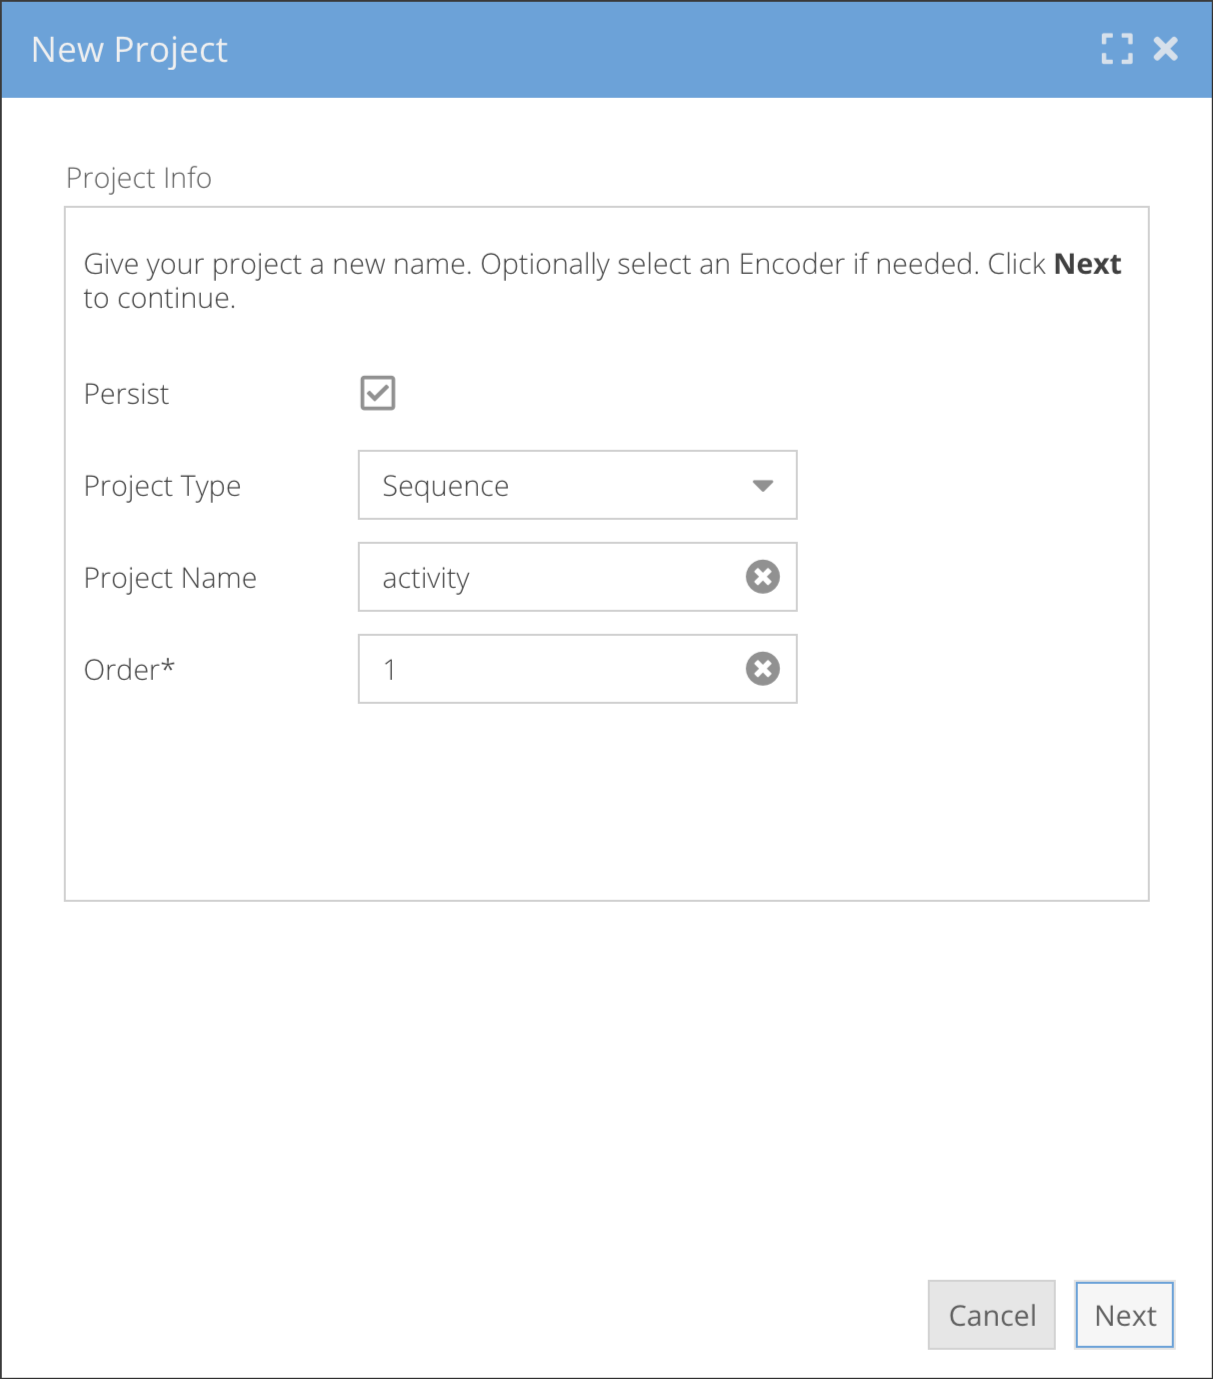 New Project
Project Info
Give your project a new name. Optionally select an Encoder if needed. Click Next
to continue.
Persist
Project Type
Sequence
Project Name
activity
Order*
1
Cancel
Next